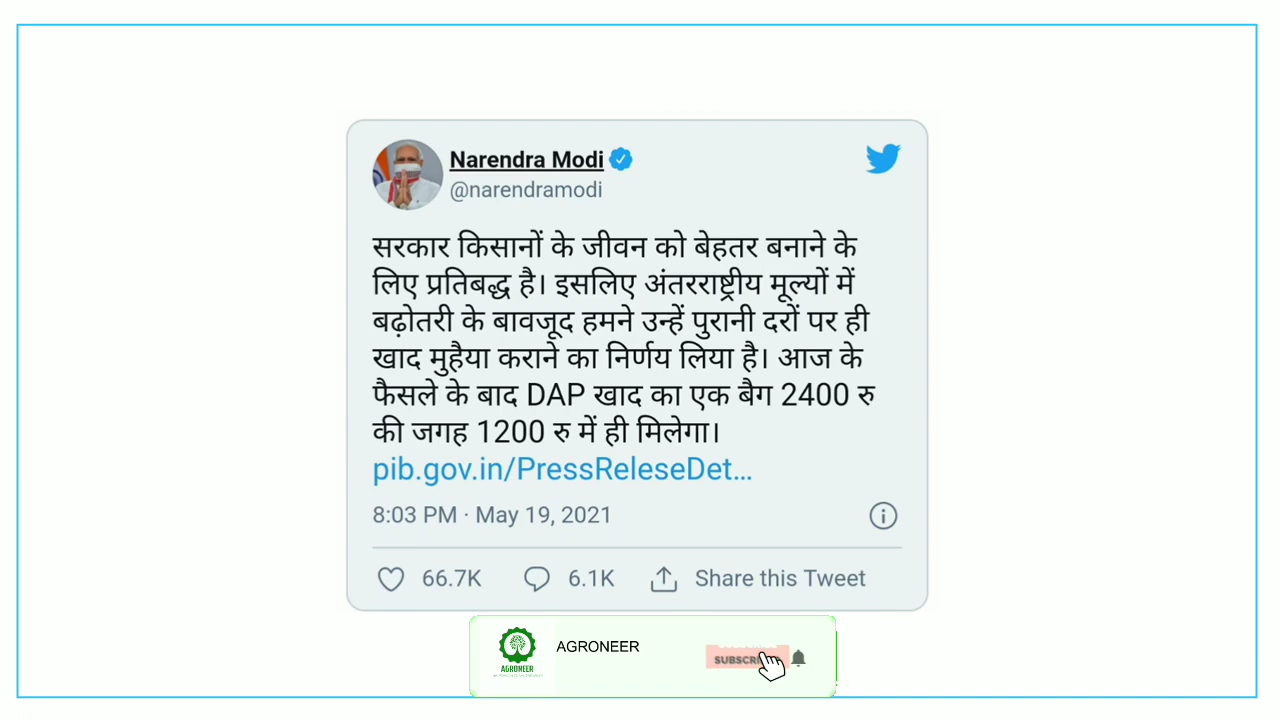 Narendra Modi
@narendramodi
सरकार किसानों के जीवन को बेहतर बनाने के
लिए प्रतिबद्ध है। इसलिए अंतरराष्ट्रीय मूल्यों में
बढ़ोतरी के बावजूद हमने उन्हें पुरानी दरों पर ही
खाद मुहैया कराने का निर्णय लिया है। आज के
फैसले के बाद DAP खाद का एक बैग 2400 रु
की जगह 1200 रु में ही मिलेगा।
pib.gov.in/PressReleseDet…
8:03 PM · May 19, 2021
66.7K 6.1K Share this Tweet
AGRONEER
AGRONEER